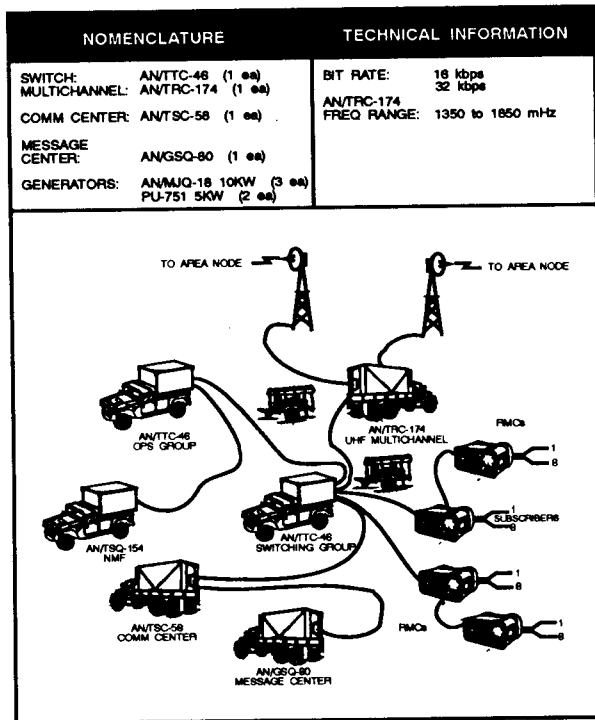 NOMENCLATURE
TECHNICAL INFORMATION
SWITCH: AN/TTC-46 (1 ea)
MULTICHANNEL: AN/TRC-174 (1 ea)
COMM CENTER: AN/TSC-58 (1 ea)
MESSAGE
CENTER: AN/GSQ-80 (1 ea)
GENERATORS: AN/MJQ-18 10KW (3 ea)
PU-751 5KW (2 ea)
BIT RATE: 16 kbps
32 kbps
AN/TRC-174
FREQ RANGE: 1350 to 1850 mHz
TO AREA NODE
TO AREA NODE
AN/TTC-46
OPS GROUP
AN/TRC-174
UHF MULTICHANNEL
RMCs
1
8
AN/TSQ-154
NMF
AN/TTC-46
SWITCHING GROUP
1
SUBSCRIBERS
8
1
8
AN/TSC-58
COMM CENTER
RMCs
1
8
AN/GSQ-80
MESSAGE CENTER